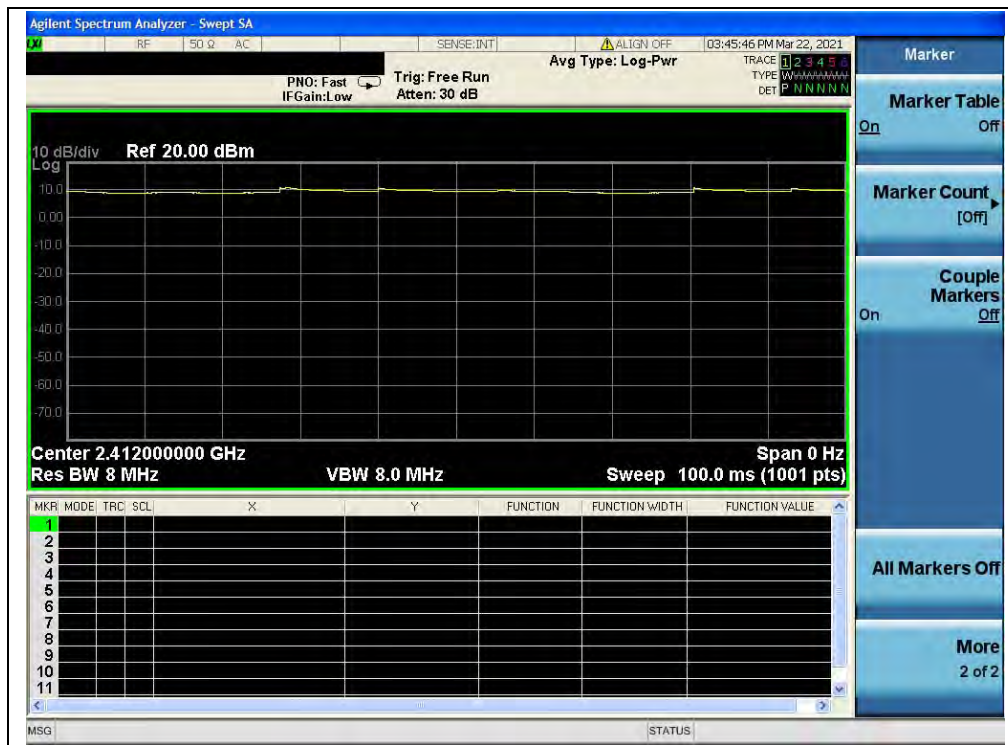 Agilent Spectrum Analyzer - Swept SA
RF 50 Ω AC SENSE:INT ALIGN OFF 03:45:46 PM Mar 22, 2021
Marker
Avg Type: Log-Pwr TRACE 1 2 3 4 5 6
PNO: Fast Trig: Free Run TYPE
IFGain:Low Atten: 30 dB DET P N N N N N
Marker Table
On Off
10 dB/div Ref 20.00 dBm
Log
10.0
0.00
-10.0
-20.0
-30.0
-40.0
-50.0
-60.0
-70.0
Marker Count
[Off]
Couple
Markers
On Off
Center 2.412000000 GHz Span 0 Hz
Res BW 8 MHz VBW 8.0 MHz Sweep 100.0 ms (1001 pts)
MKR MODE TRC SCL X Y FUNCTION FUNCTION WIDTH FUNCTION VALUE
1
2
3
4
5
6
7
8
9
10
11
All Markers Off
More
2 of 2
MSG STATUS